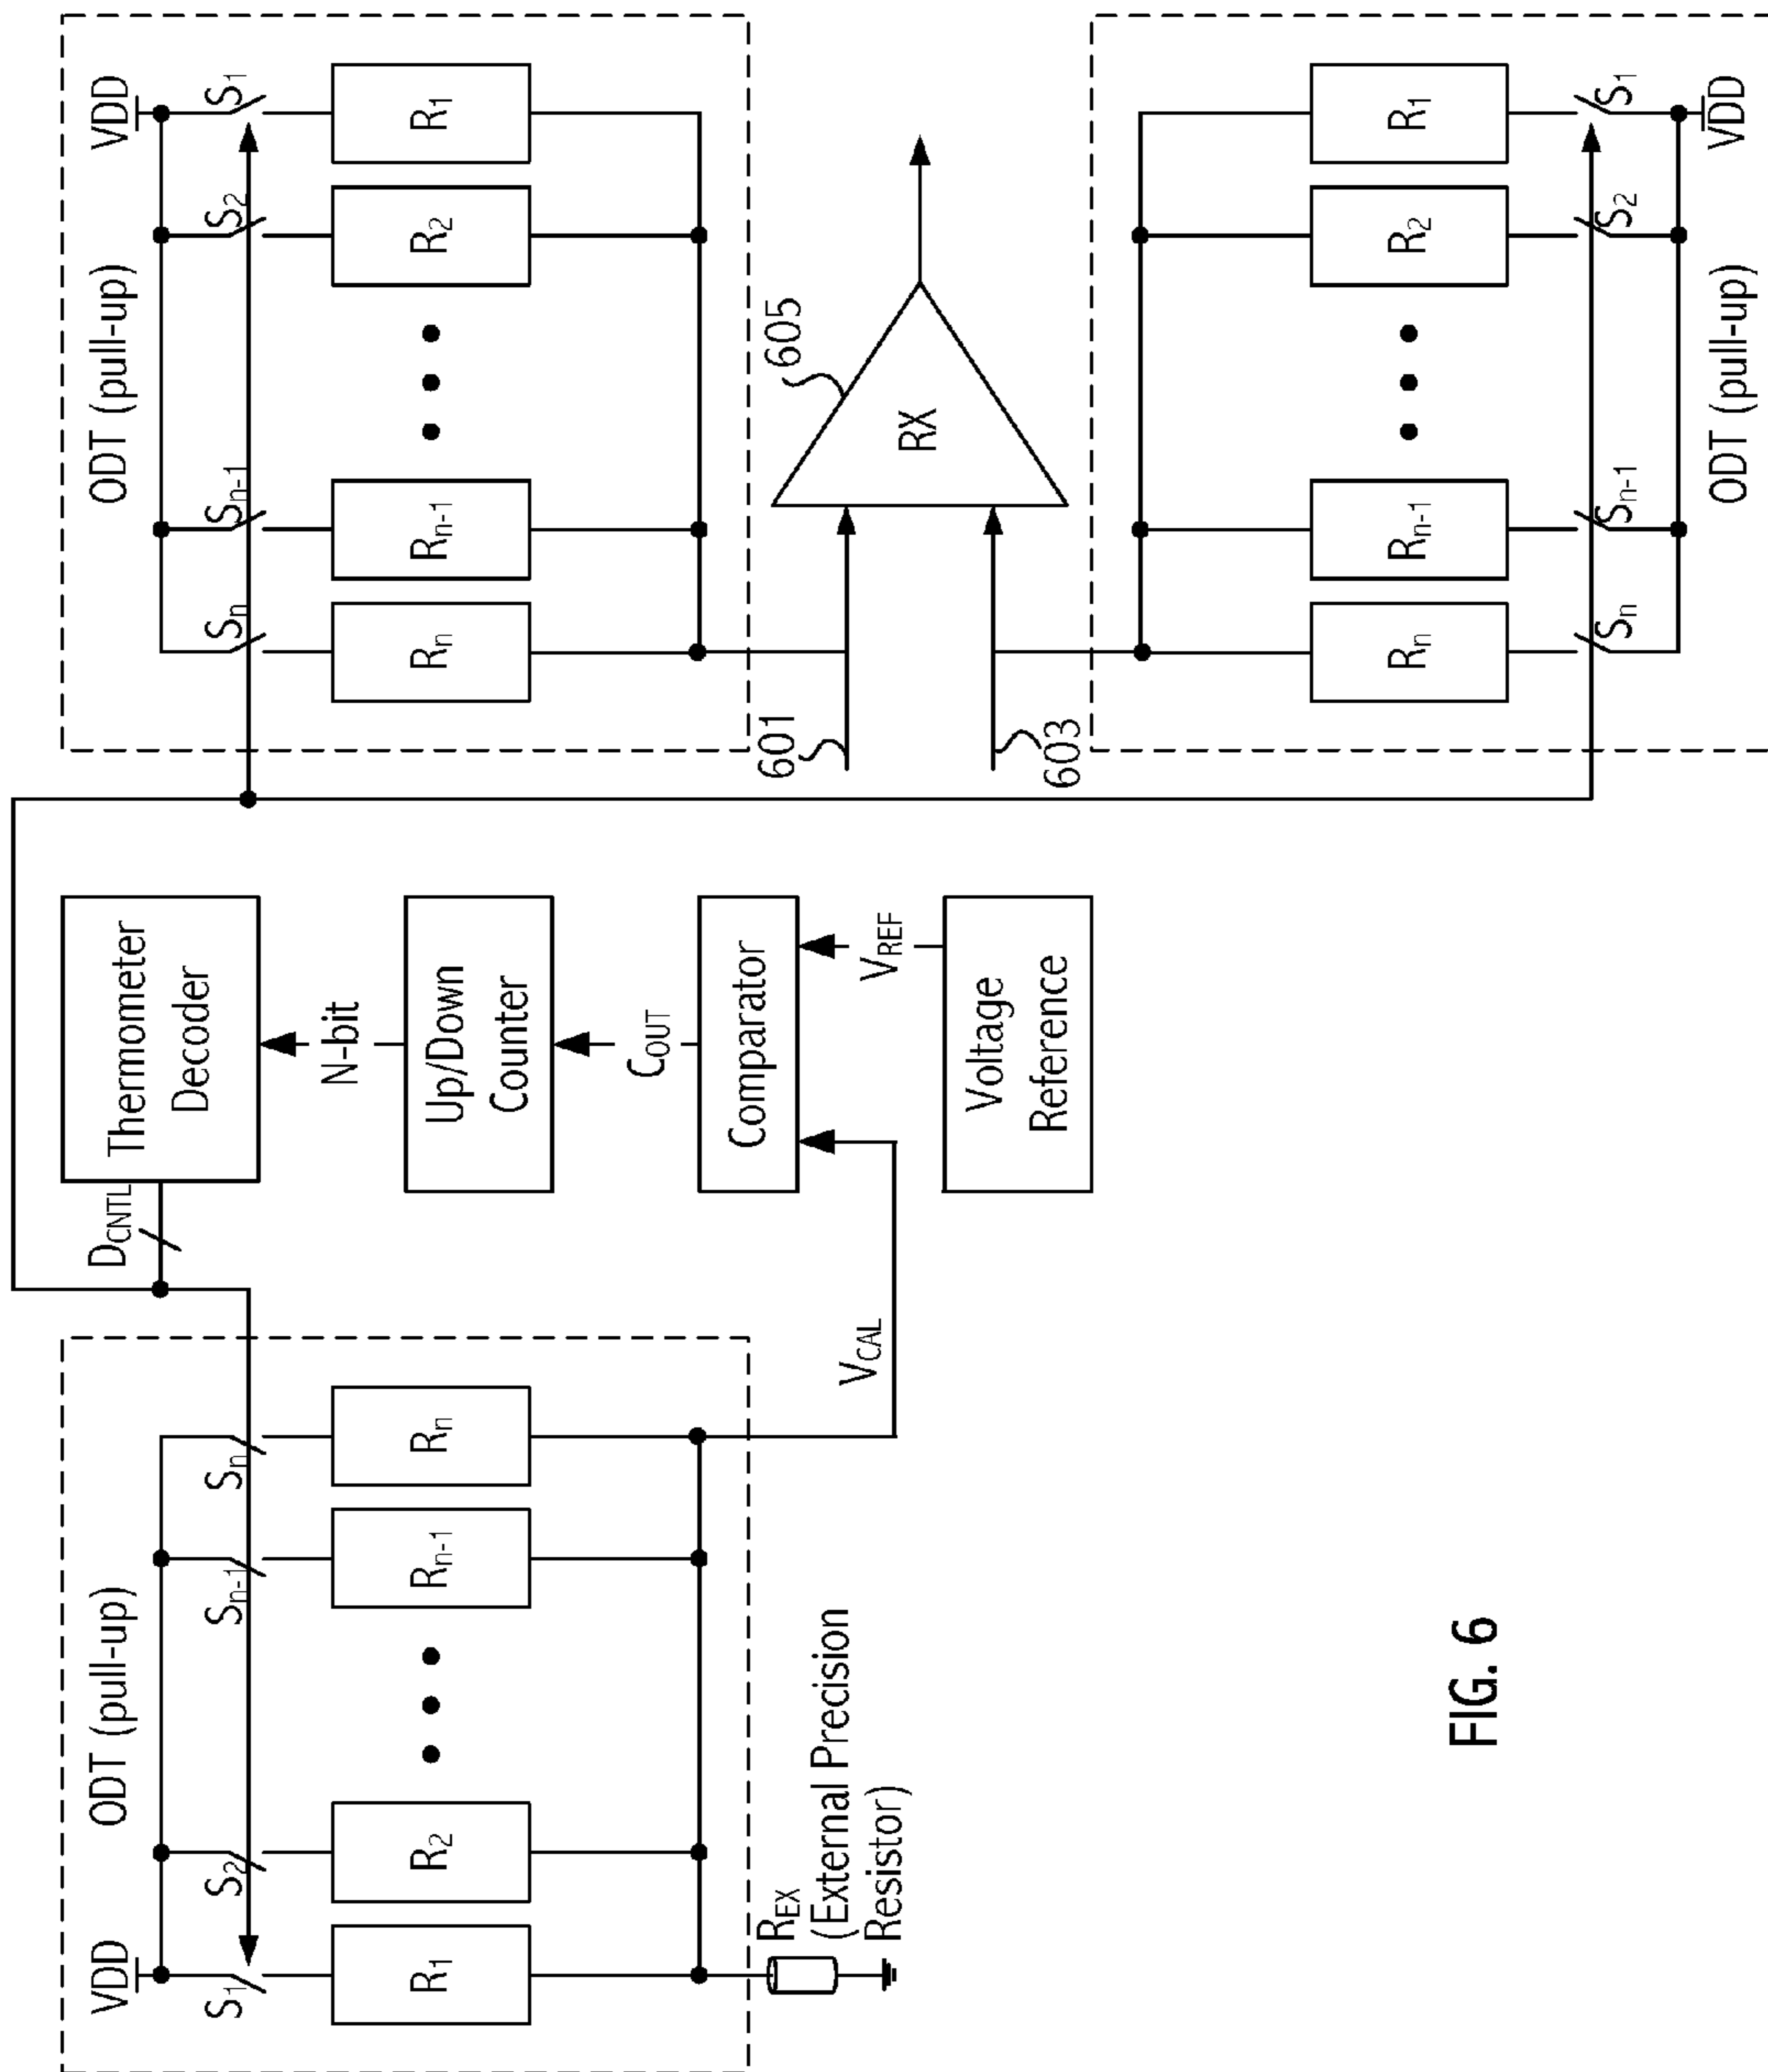 ODT (pull-up)
VDD
S1
S2
Sn-1
Sn
R1
R2
Rn-1
Rn
REX
(External Precision
Resistor)
VCAL
DCNTL
Thermometer
Decoder
N-bit
Up/Down
Counter
COUT
Comparator
VREF
Voltage
Reference
ODT (pull-up)
VDD
Sn
Sn-1
S2
S1
Rn
Rn-1
R2
R1
601
603
RX
605
Rn
Rn-1
R2
R1
Sn
Sn-1
S2
S1
VDD
ODT (pull-up)
FIG. 6